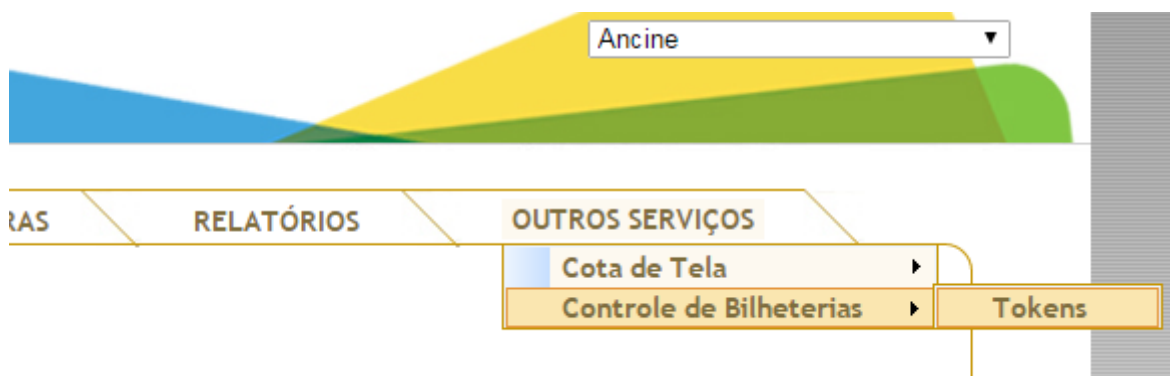 Ancine
RAS RELATÓRIOS OUTROS SERVIÇOS
Cota de Tela
Controle de Bilheterias Tokens